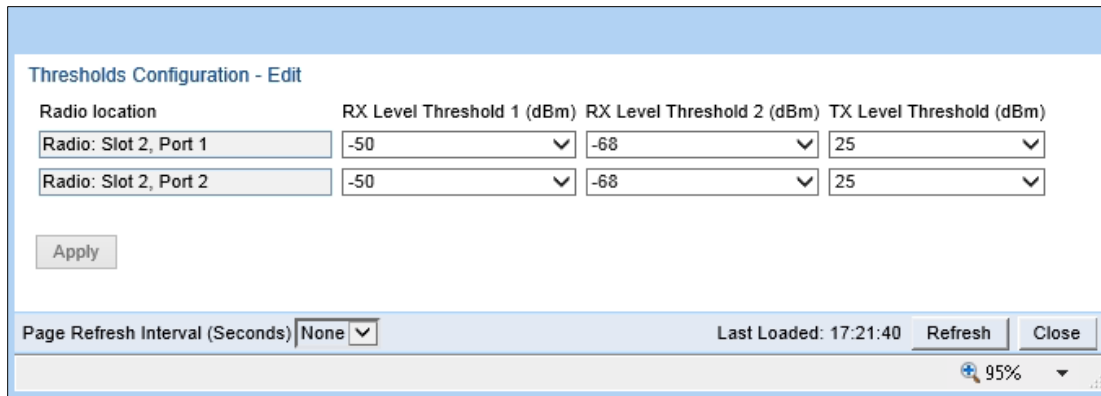 Thresholds Configuration - Edit
Radio location RX Level Threshold 1 (dBm) RX Level Threshold 2 (dBm) TX Level Threshold (dBm)
Radio: Slot 2, Port 1 -50 -68 25
Radio: Slot 2, Port 2 -50 -68 25
Apply
Page Refresh Interval (Seconds) None Last Loaded: 17:21:40 Refresh Close
95%